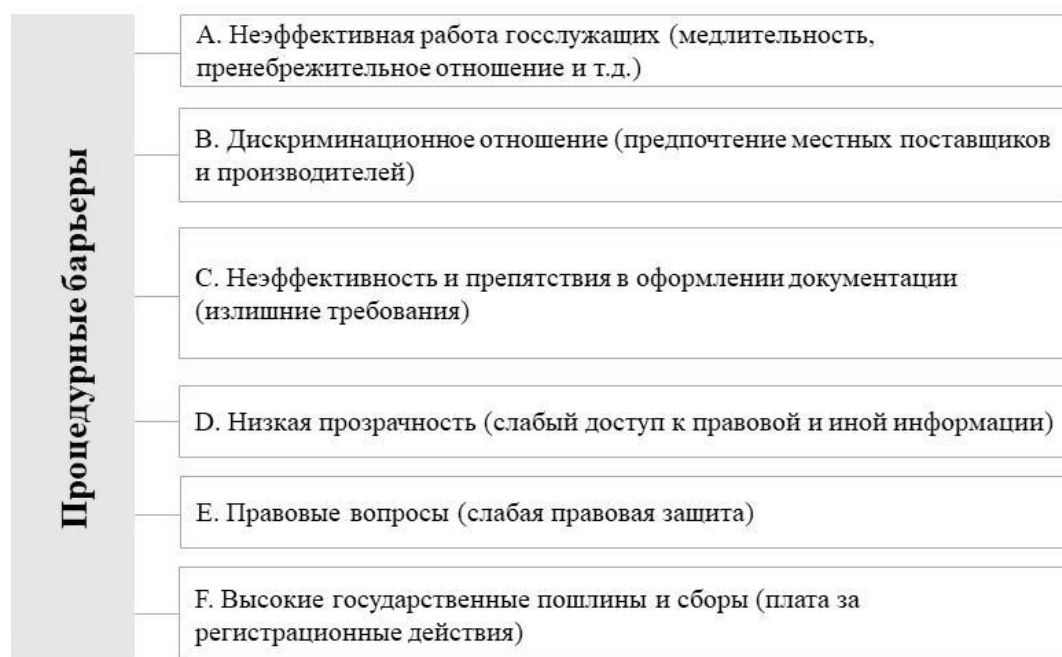 Процедурные барьеры
A. Неэффективная работа госслужащих (медлительность,
пренебрежительное отношение и т.д.)
B. Дискриминационное отношение (предпочтение местных поставщиков
и производителей)
C. Неэффективность и препятствия в оформлении документации
(излишние требования)
D. Низкая прозрачность (слабый доступ к правовой и иной информации)
E. Правовые вопросы (слабая правовая защита)
F. Высокие государственные пошлины и сборы (плата за
регистрационные действия)